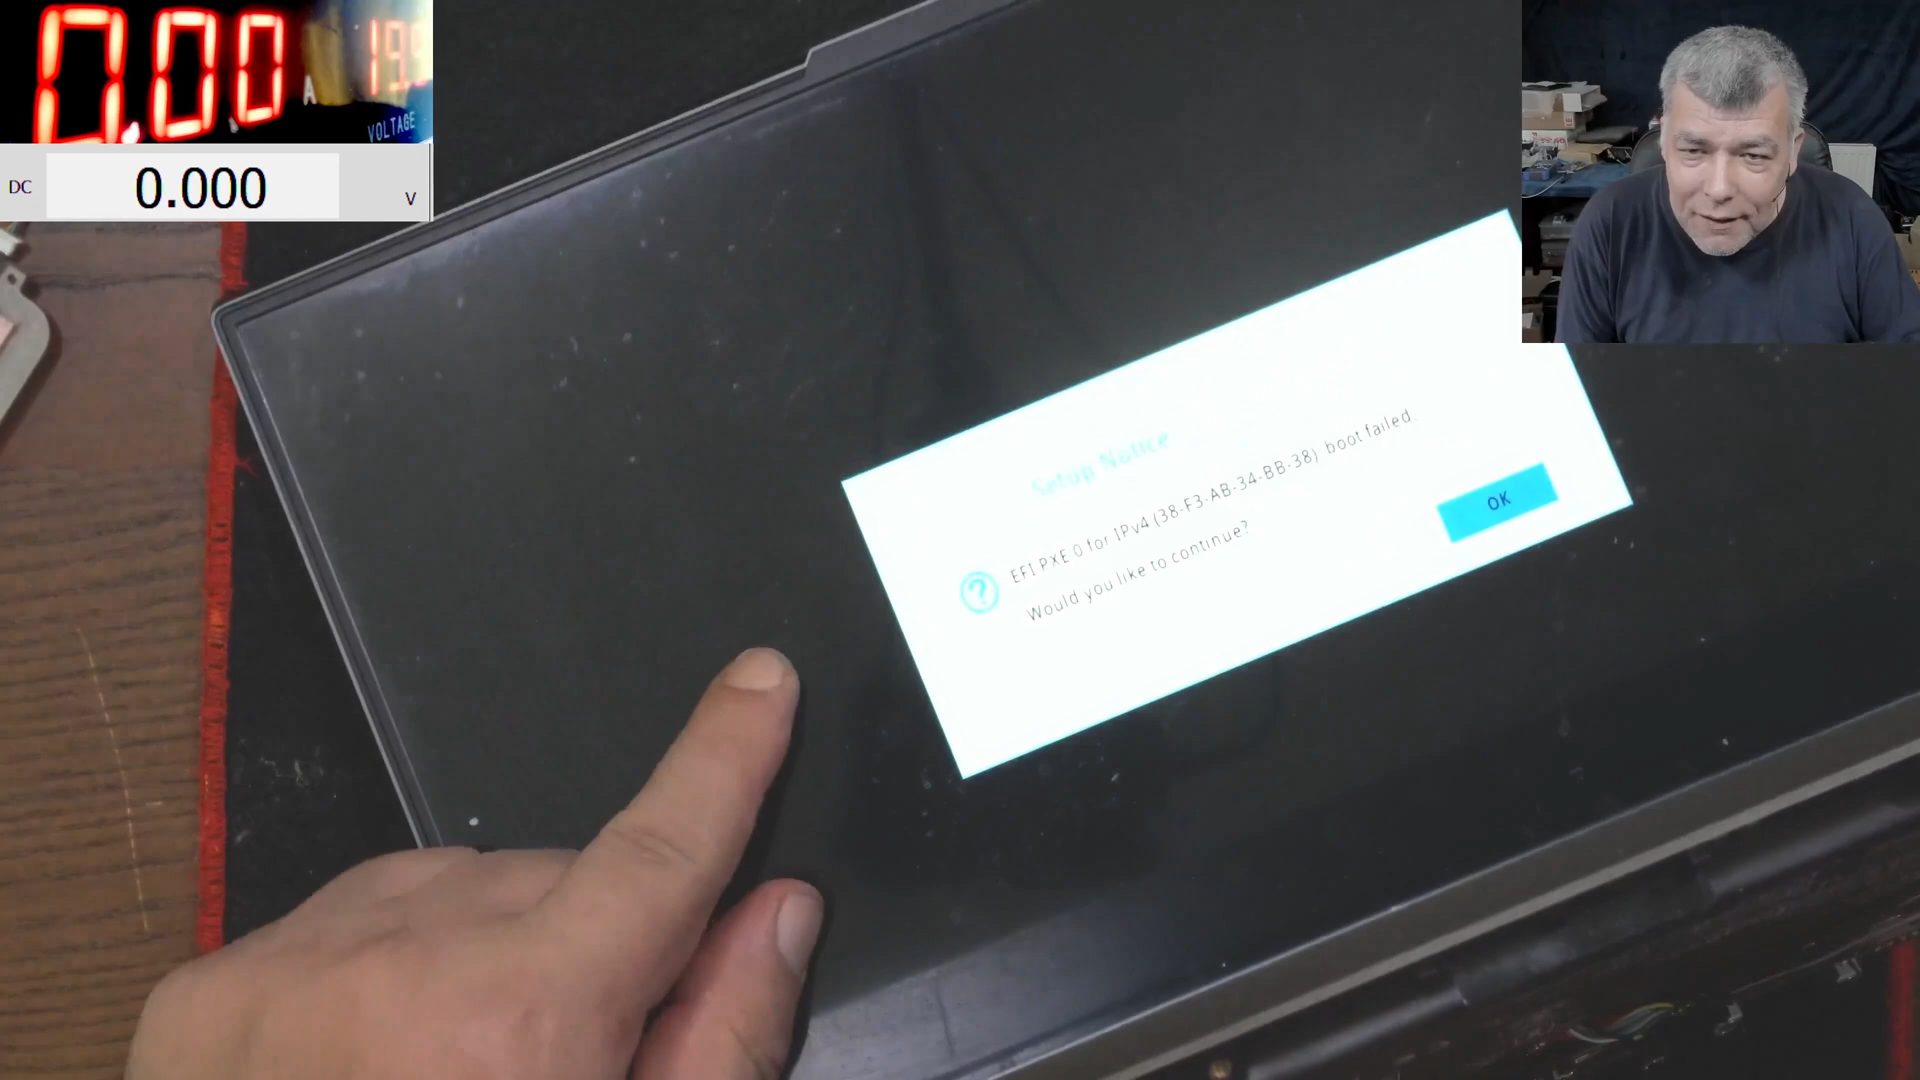 0.00
A
VOLTAGE
DC 0.000 V
Setup Notice
EFI PXE 0 for IPv4 (38-F3-AB-34-BB-38) boot failed.
Would you like to continue?
OK